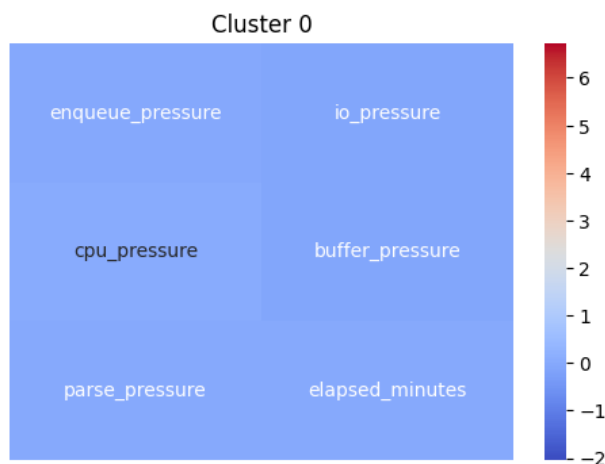 Cluster 0
enqueue_pressure io_pressure
cpu_pressure buffer_pressure
parse_pressure elapsed_minutes
6
5
4
3
2
1
0
−1
−2